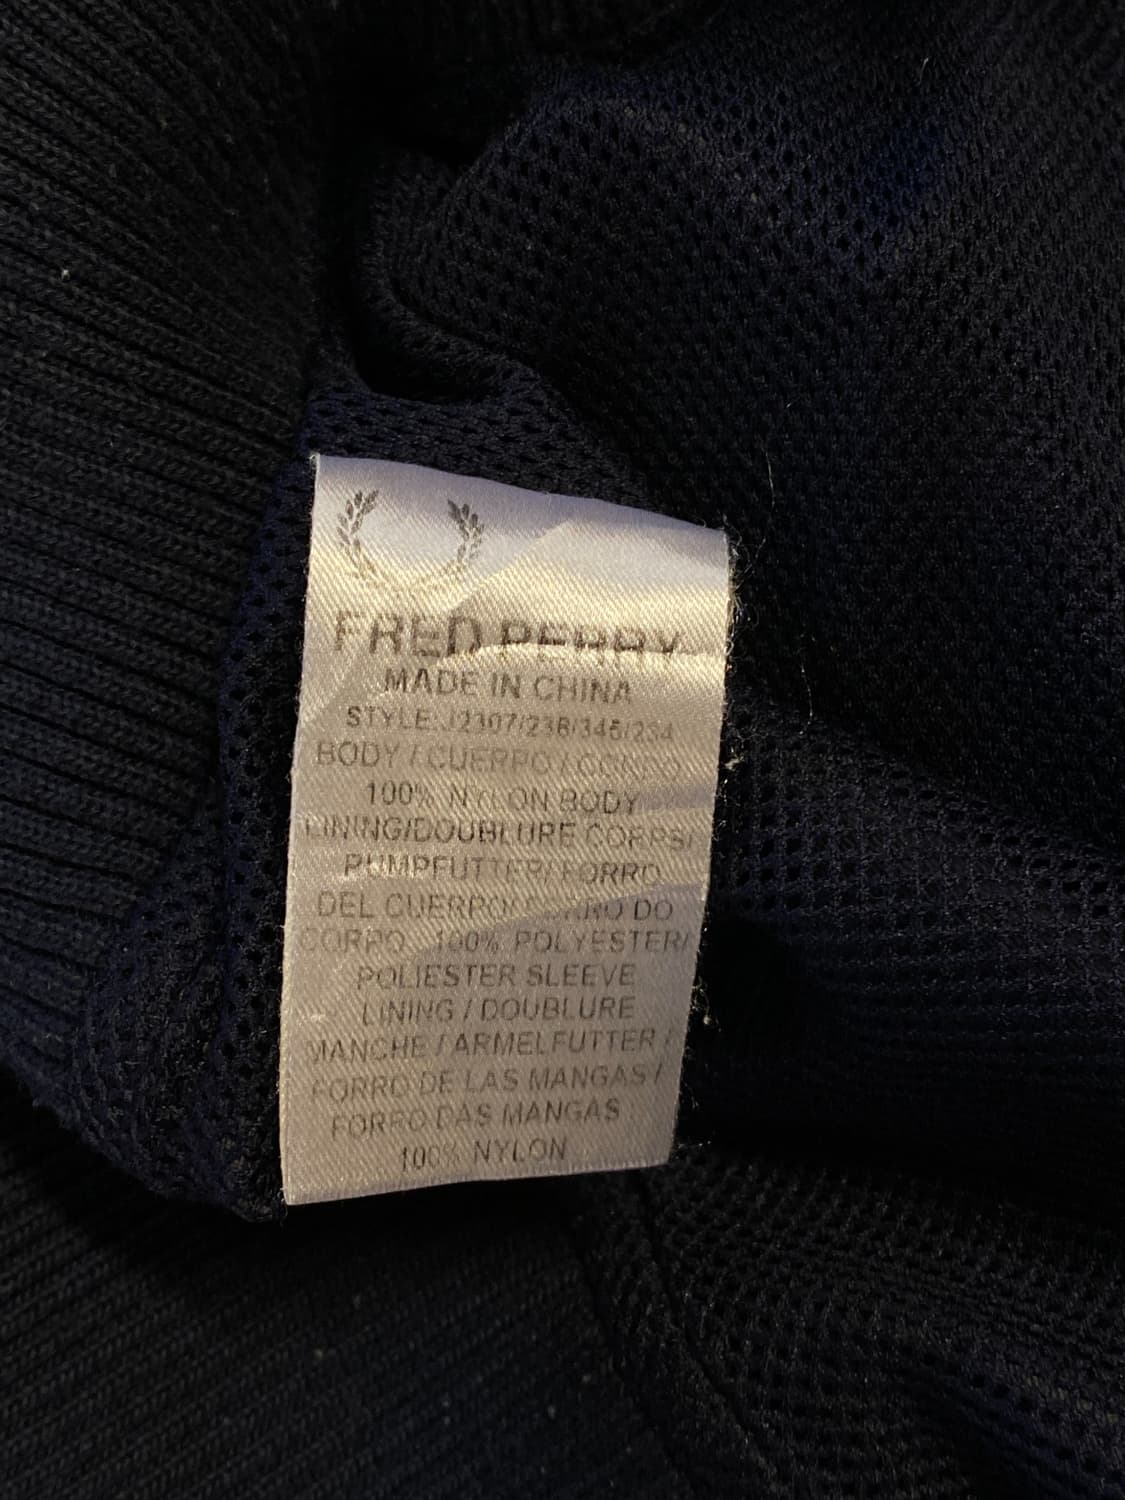 FRED PERRY
MADE IN CHINA
STYLE:J2307/238/345/234
BODY / CUERPO / CORPO
100% NYLON BODY
LINING/DOUBLURE CORPS/
RUMPFUTTER/ FORRO
DEL CUERPO/ FORRO DO
CORPO 100% POLYESTER/
POLIESTER SLEEVE
LINING / DOUBLURE
MANCHE / ARMELFUTTER /
FORRO DE LAS MANGAS /
FORRO DAS MANGAS
100% NYLON